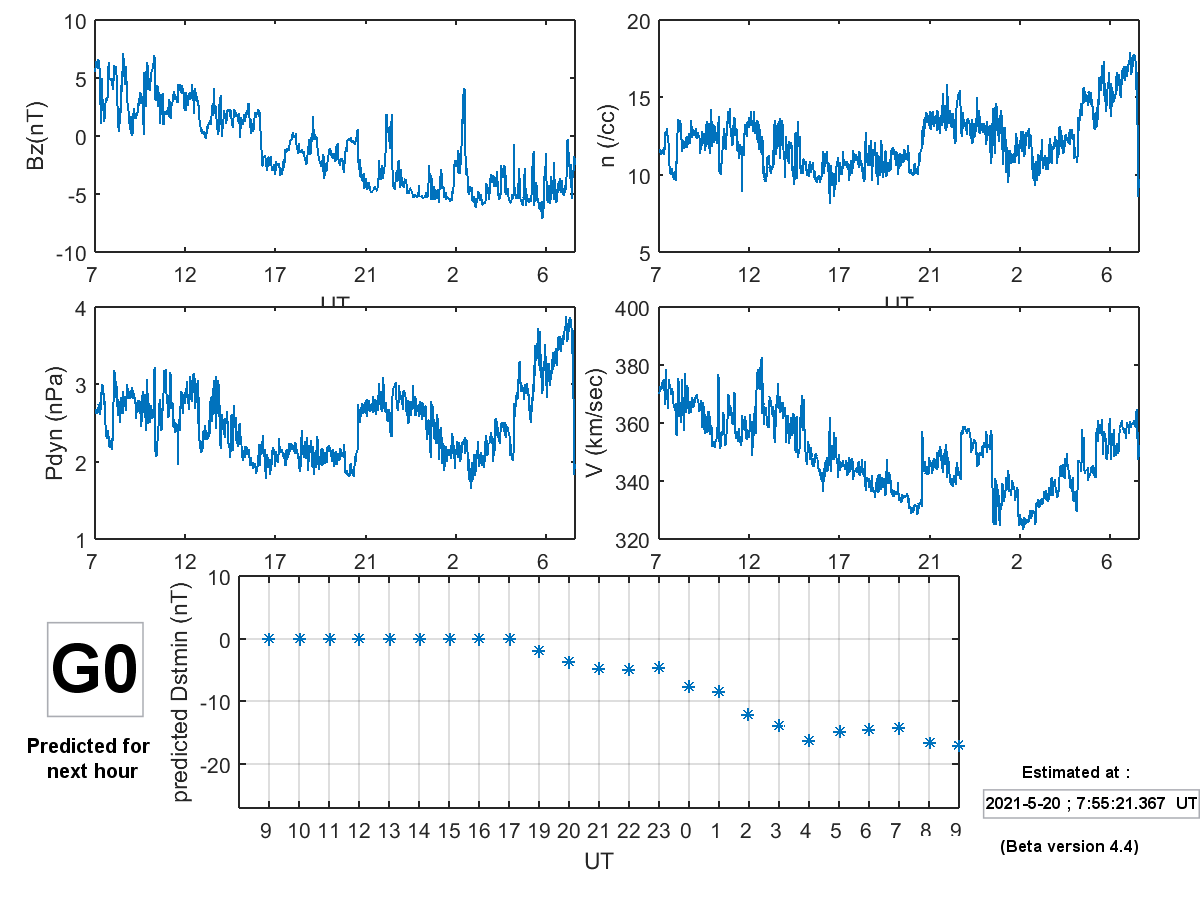 Bz(nT)
10
5
0
-5
-10
7 12 17 21 2 6
UT
n (/cc)
20
15
10
5
7 12 17 21 2 6
UT
Pdyn (nPa)
4
3
2
1
7 12 17 21 2 6
V (km/sec)
400
380
360
340
320
7 12 17 21 2 6
predicted Dstmin (nT)
10
0
-10
-20
9 10 11 12 13 14 15 16 17 19 20 21 22 23 0 1 2 3 4 5 6 7 8 9
UT
G0
Predicted for
next hour
Estimated at :
2021-5-20 ; 7:55:21.367 UT
(Beta version 4.4)